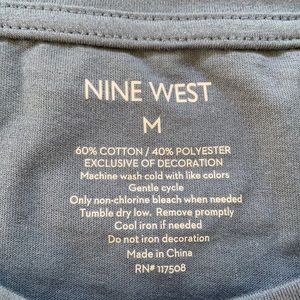 NINE WEST
M
60% COTTON / 40% POLYESTER
EXCLUSIVE OF DECORATION
Machine wash cold with like colors
Gentle cycle
Only non-chlorine bleach when needed
Tumble dry low. Remove promptly
Cool iron if needed
Do not iron decoration
Made in China
RN# 117508